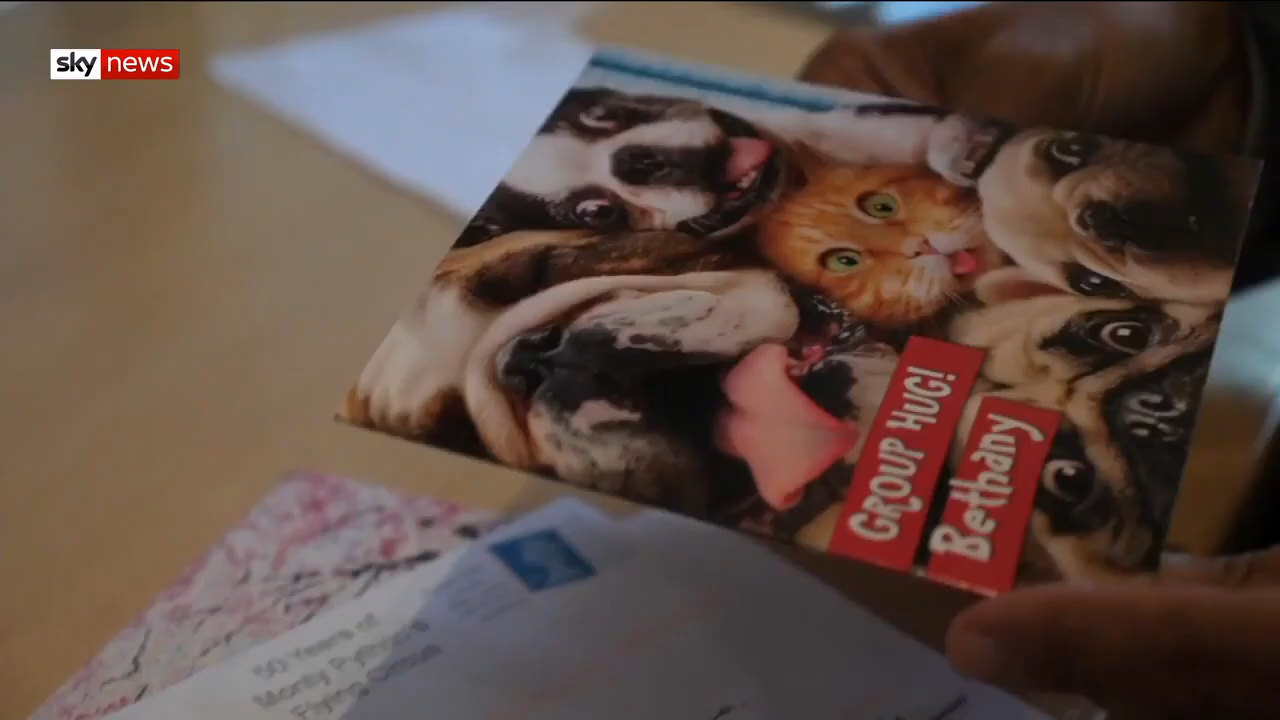 sky news
GROUP HUG!
Bethany
50 Years of
Monty Python's
Flying Circus